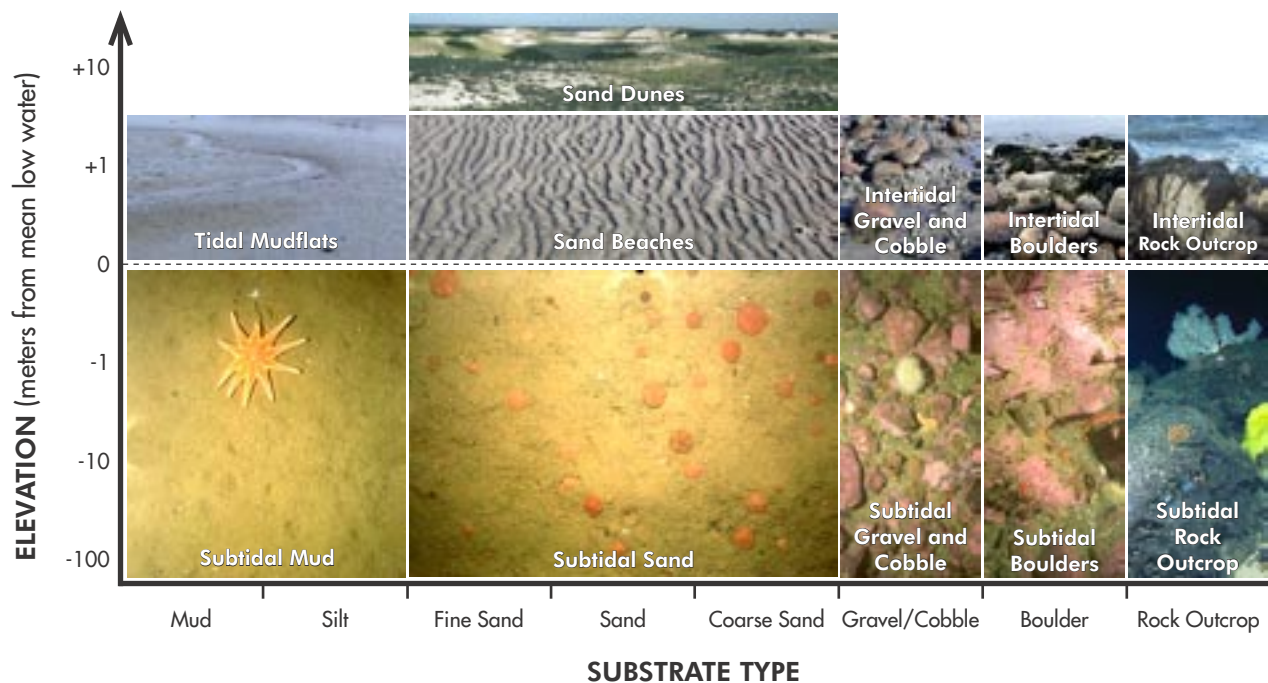 ELEVATION (meters from mean low water)
+10
+1
0
-1
-10
-100
Sand Dunes
Tidal Mudflats
Sand Beaches
Intertidal
Gravel and
Cobble
Intertidal
Boulders
Intertidal
Rock Outcrop
Subtidal Mud
Subtidal Sand
Subtidal
Gravel and
Cobble
Subtidal
Boulders
Subtidal
Rock
Outcrop
Mud
Silt
Fine Sand
Sand
Coarse Sand
Gravel/Cobble
Boulder
Rock Outcrop
SUBSTRATE TYPE